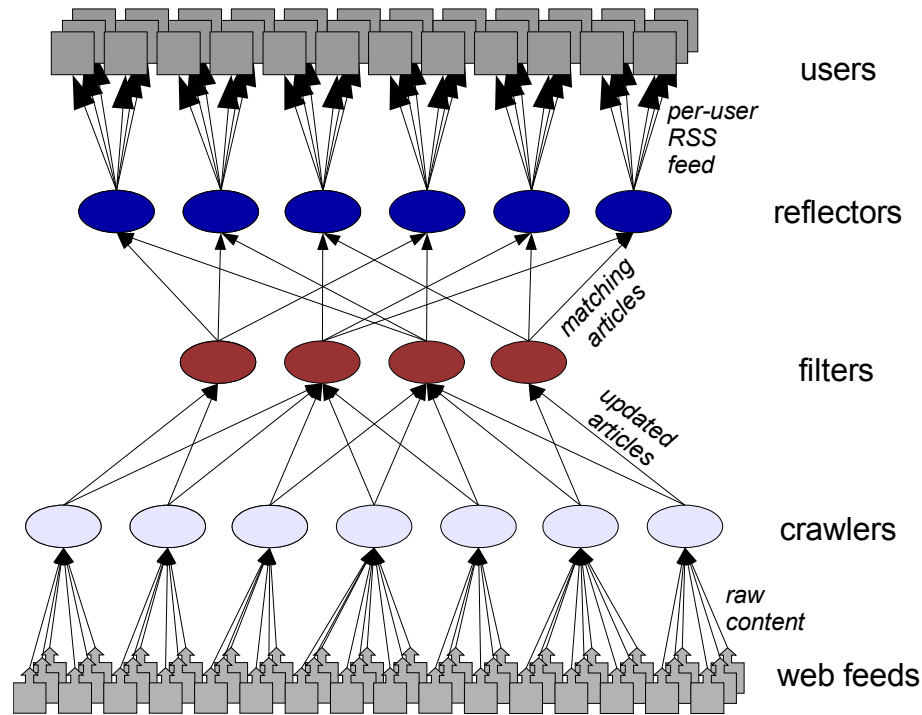 users
per-user
RSS
feed
reflectors
matching
articles
filters
updated
articles
crawlers
raw
content
web feeds